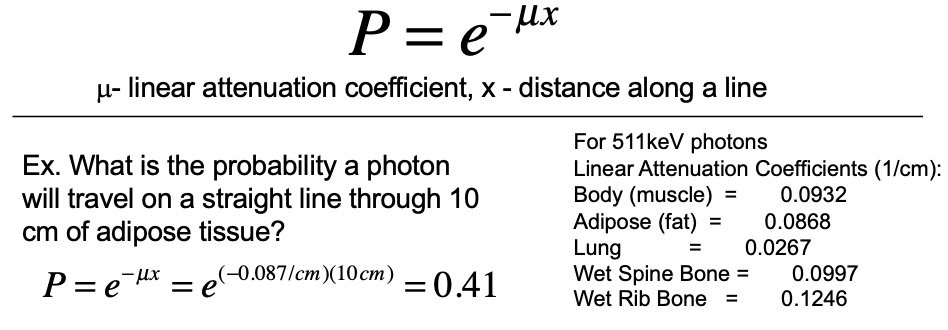 P = e^{-μx}
μ- linear attenuation coefficient, x - distance along a line
Ex. What is the probability a photon
will travel on a straight line through 10
cm of adipose tissue?
P = e^{-μx} = e^{(-0.087/cm)(10cm)} = 0.41
For 511keV photons
Linear Attenuation Coefficients (1/cm):
Body (muscle) = 0.0932
Adipose (fat) = 0.0868
Lung = 0.0267
Wet Spine Bone = 0.0997
Wet Rib Bone = 0.1246